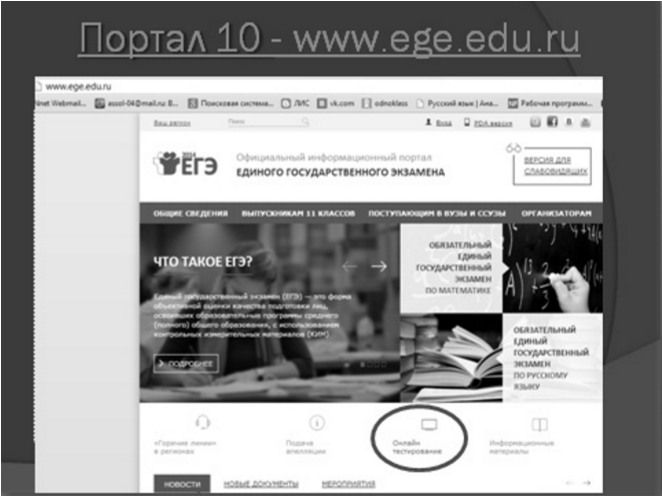 Портал 10 - www.ege.edu.ru
www.ege.edu.ru
Webmail... assol-04@mail.ru: В... Поисковая система... ЛИС vk.com odnoklass Русский язык | Ана... Рабочая программ...
Ваш регион Поиск Вход PDA версия
2014
ЕГЭ
Официальный информационный портал
ЕДИНОГО ГОСУДАРСТВЕННОГО ЭКЗАМЕНА
ВЕРСИЯ ДЛЯ
СЛАБОВИДЯЩИХ
ОБЩИЕ СВЕДЕНИЯ ВЫПУСКНИКАМ 11 КЛАССОВ ПОСТУПАЮЩИМ В ВУЗЫ И ССУЗЫ ОРГАНИЗАТОРАМ
ЧТО ТАКОЕ ЕГЭ?
Единый государственный экзамен (ЕГЭ) — это форма
объективной оценки качества подготовки лиц,
освоивших образовательные программы среднего
(полного) общего образования, с использованием
контрольных измерительных материалов (КИМ)
ПОДРОБНЕЕ
ОБЯЗАТЕЛЬНЫЙ
ЕДИНЫЙ
ГОСУДАРСТВЕННЫЙ
ЭКЗАМЕН
ПО МАТЕМАТИКЕ
ОБЯЗАТЕЛЬНЫЙ
ЕДИНЫЙ
ГОСУДАРСТВЕННЫЙ
ЭКЗАМЕН
ПО РУССКОМУ
ЯЗЫКУ
«Горячие линии»
в регионах
Подача
апелляции
Онлайн
тестирование
Информационные
материалы
НОВОСТИ НОВЫЕ ДОКУМЕНТЫ МЕРОПРИЯТИЯ